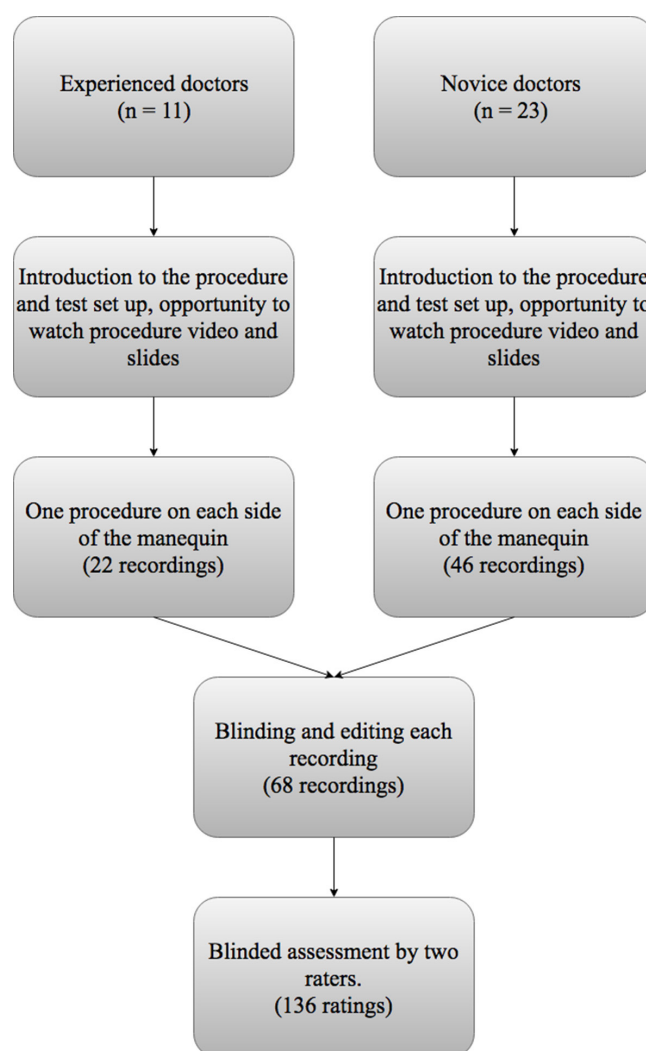 Experienced doctors
(n = 11)
Novice doctors
(n = 23)
Introduction to the procedure
and test set up, opportunity to
watch procedure video and
slides
Introduction to the procedure
and test set up, opportunity to
watch procedure video and
slides
One procedure on each side
of the manequin
(22 recordings)
One procedure on each side
of the manequin
(46 recordings)
Blinding and editing each
recording
(68 recordings)
Blinded assessment by two
raters.
(136 ratings)